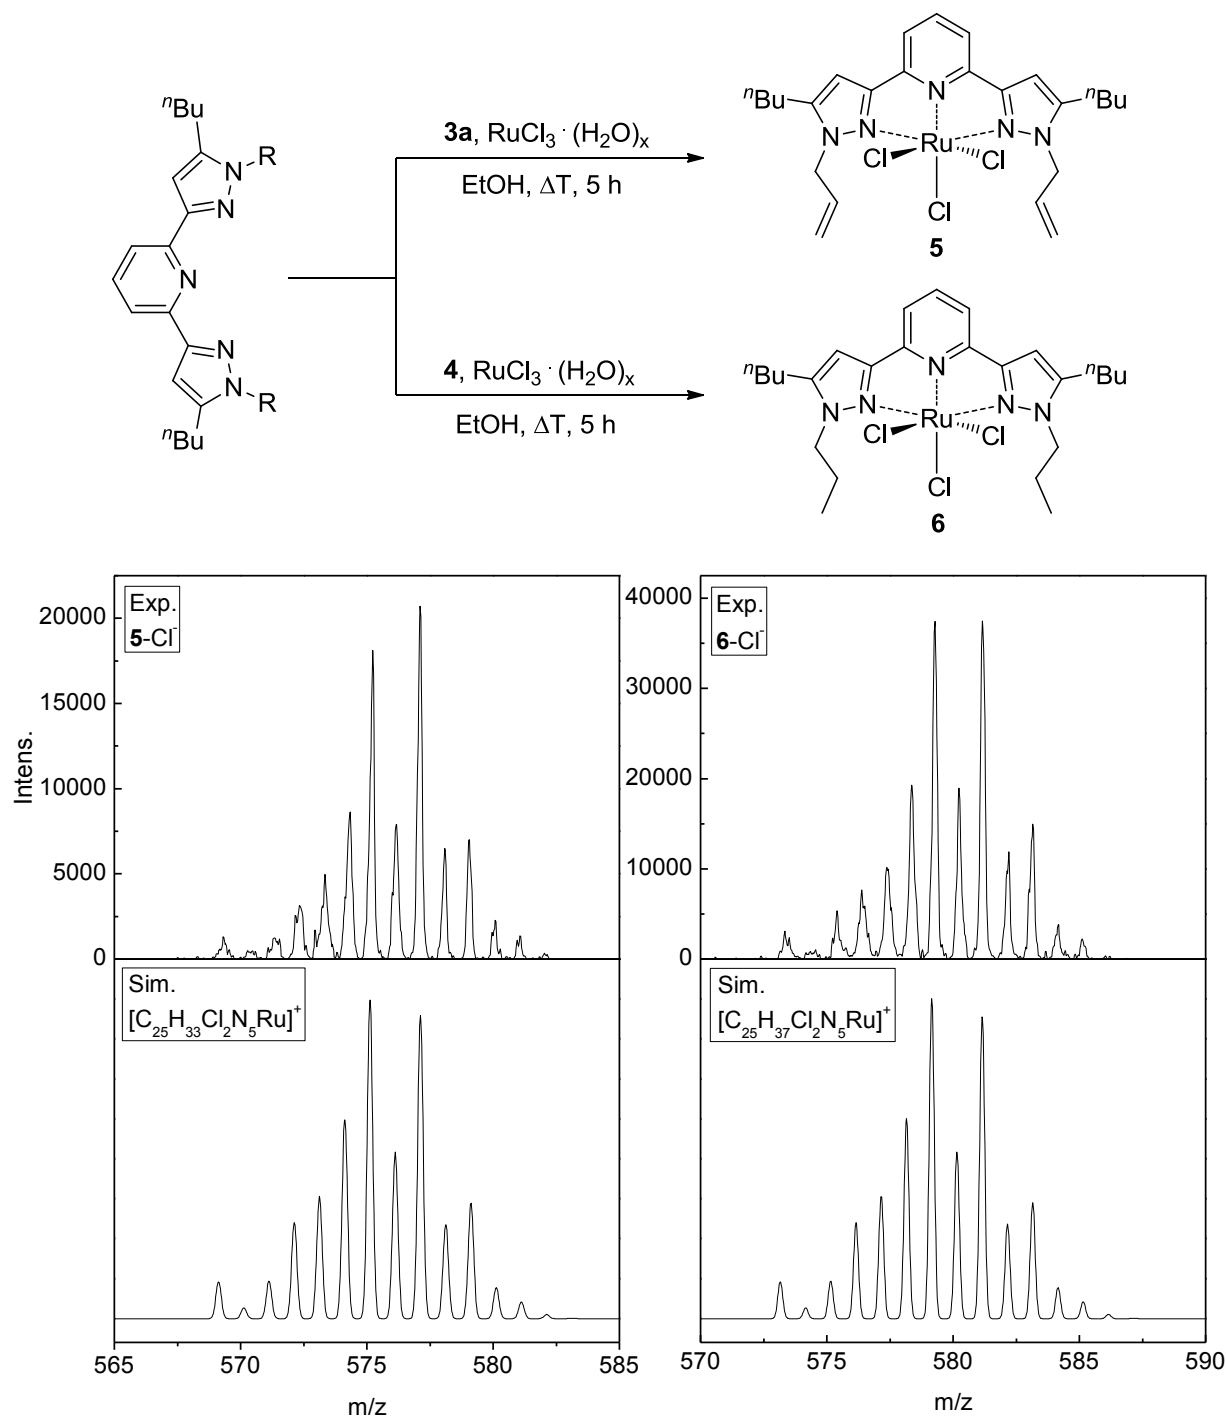 ⁿBu
N
R
N
N
N
N
R
ⁿBu
3a, RuCl₃ · (H₂O)ₓ
EtOH, ΔT, 5 h
4, RuCl₃ · (H₂O)ₓ
EtOH, ΔT, 5 h
ⁿBu
N
ⁿBu
N
N
N
N
Ru
Cl
Cl
Cl
5
ⁿBu
N
ⁿBu
N
N
N
N
Ru
Cl
Cl
Cl
6
Exp.
5-Cl⁻
20000
15000
10000
5000
0
Intens.
Sim.
[C₂₅H₃₃Cl₂N₅Ru]⁺
565
570
575
580
585
m/z
Exp.
6-Cl⁻
40000
30000
20000
10000
0
Sim.
[C₂₅H₃₇Cl₂N₅Ru]⁺
570
575
580
585
590
m/z